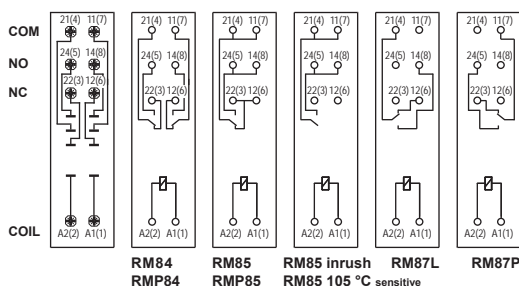 21(4) 11(7) 21(4) 11(7) 21(4) 11(7) 21(4) 11(7) 21(4) 11(7) 21(4) 11(7)
COM
24(5) 14(8) 24(5) 14(8) 24(5) 14(8) 24(5) 14(8) 24(5) 14(8) 24(5) 14(8)
NO
22(3) 12(6) 22(3) 12(6) 22(3) 12(6) 22(3) 12(6) 22(3) 12(6) 22(3) 12(6)
NC
COIL
A2(2) A1(1) A2(2) A1(1) A2(2) A1(1) A2(2) A1(1) A2(2) A1(1) A2(2) A1(1)
RM84 RM85 RM85 inrush RM87L RM87P
RMP84 RMP85 RM85 105 °C sensitive